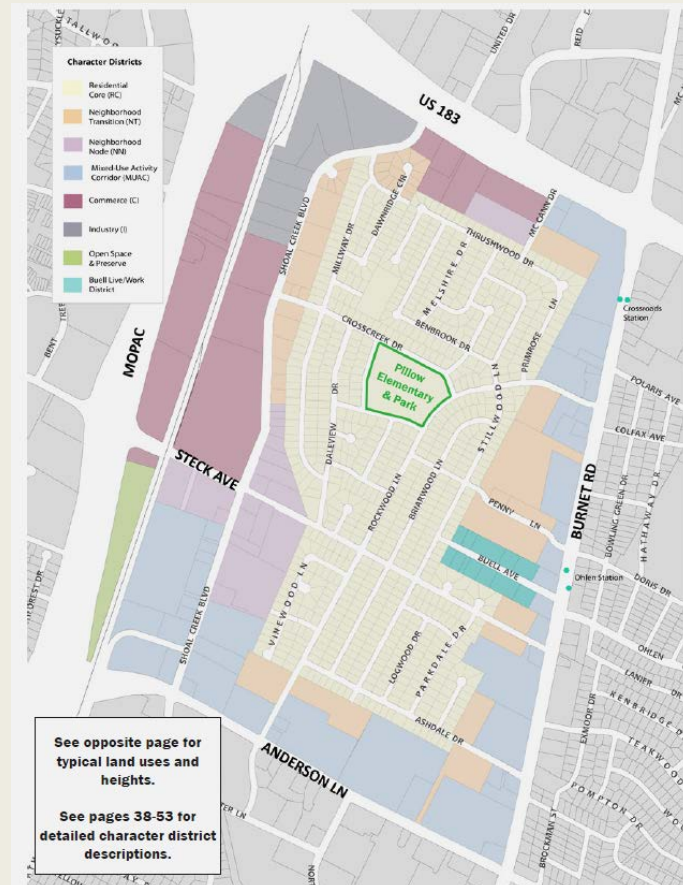 TALLWOOD
UNITED DR
REID
US 183
Character Districts
Residential
Core (RC)
Neighborhood
Transition (NT)
Neighborhood
Node (NN)
Mixed-Use Activity
Corridor (MUAC)
Commerce (C)
Industry (I)
Open Space
& Preserve
Buell Live/Work
District
SHOAL CREEK BLVD
MILLWAY DR
DAWNRIDGE CIR
MC CANN DR
THRUSHWOOD DR
MELSHIRE DR
BENBROOK DR
PRIMROSE LN
Crossroads
Station
CROSSCREEK DR
MOPAC
BENT
Pillow
Elementary
& Park
STILLWOOD LN
POLARIS AVE
COLFAX AVE
DALEVIEW DR
STECK AVE
ROCKWOOD LN
BRIARWOOD LN
PENNY LN
BURNET RD
BOWLING GREEN DR
HATHAWAY DR
BUELL AVE
DORIS DR
Ohlen Station
VINEWOOD LN
SHOAL CREEK BLVD
LOGWOOD DR
PARKDALE DR
OHLEN
LANIER DR
EXMOOR DR
KENBRIDGE
TEAKWOOD
ASHDALE DR
ANDERSON LN
POMPTON DR
BROCKMAN ST
See opposite page for
typical land uses and
heights.
See pages 38-53 for
detailed character district
descriptions.